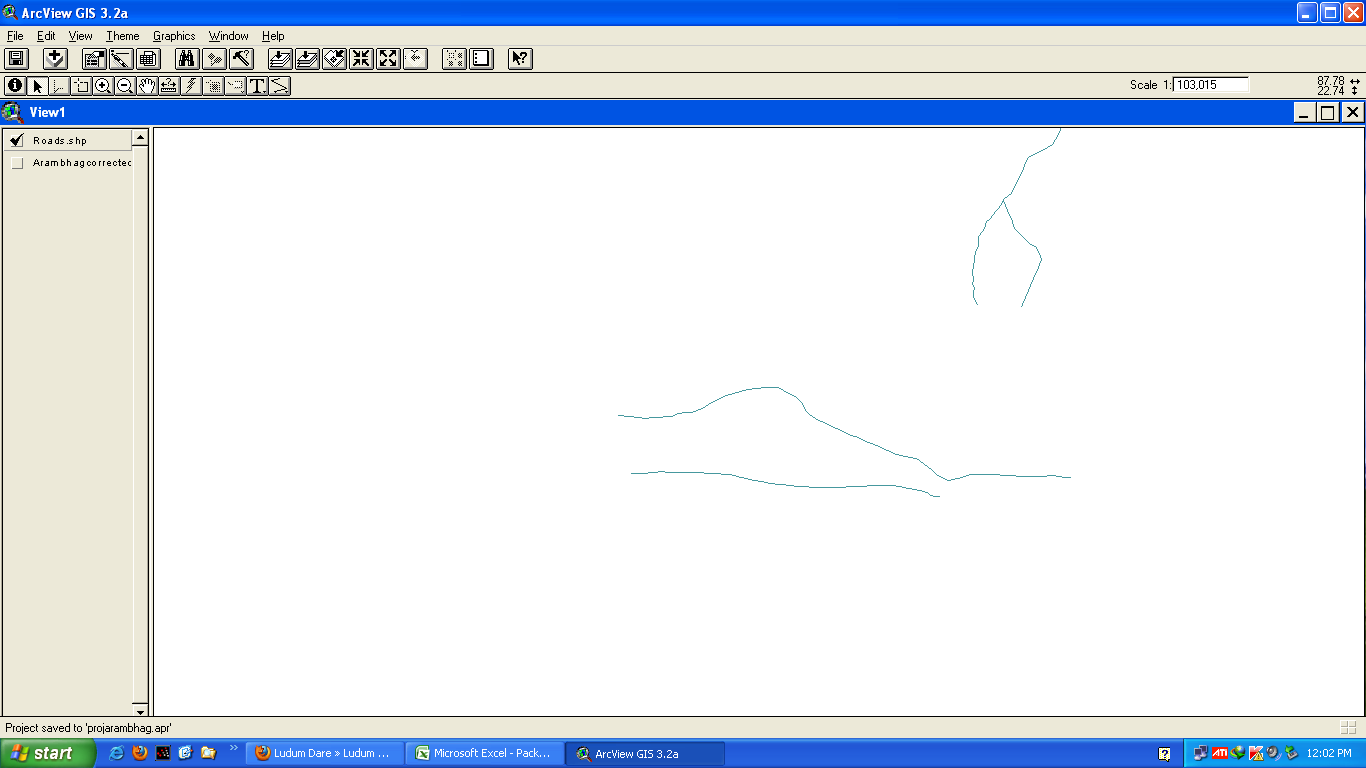 ArcView GIS 3.2a
File Edit View Theme Graphics Window Help
Scale 1: 103,015
87.78
22.74
View1
Roads.shp
Arambhagcorrected
Project saved to 'projarambhag.apr'
start
Ludum Dare » Ludum ...
Microsoft Excel - Pack...
ArcView GIS 3.2a
ATI
12:02 PM